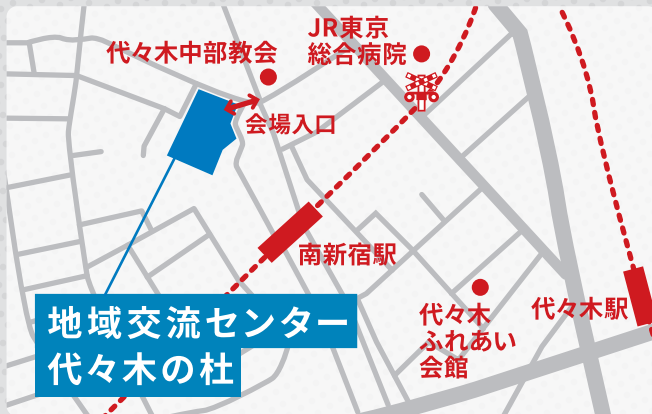 代々木中部教会
JR東京
総合病院
会場入口
南新宿駅
代々木
ふれあい
会館
代々木駅
地域交流センター
代々木の杜